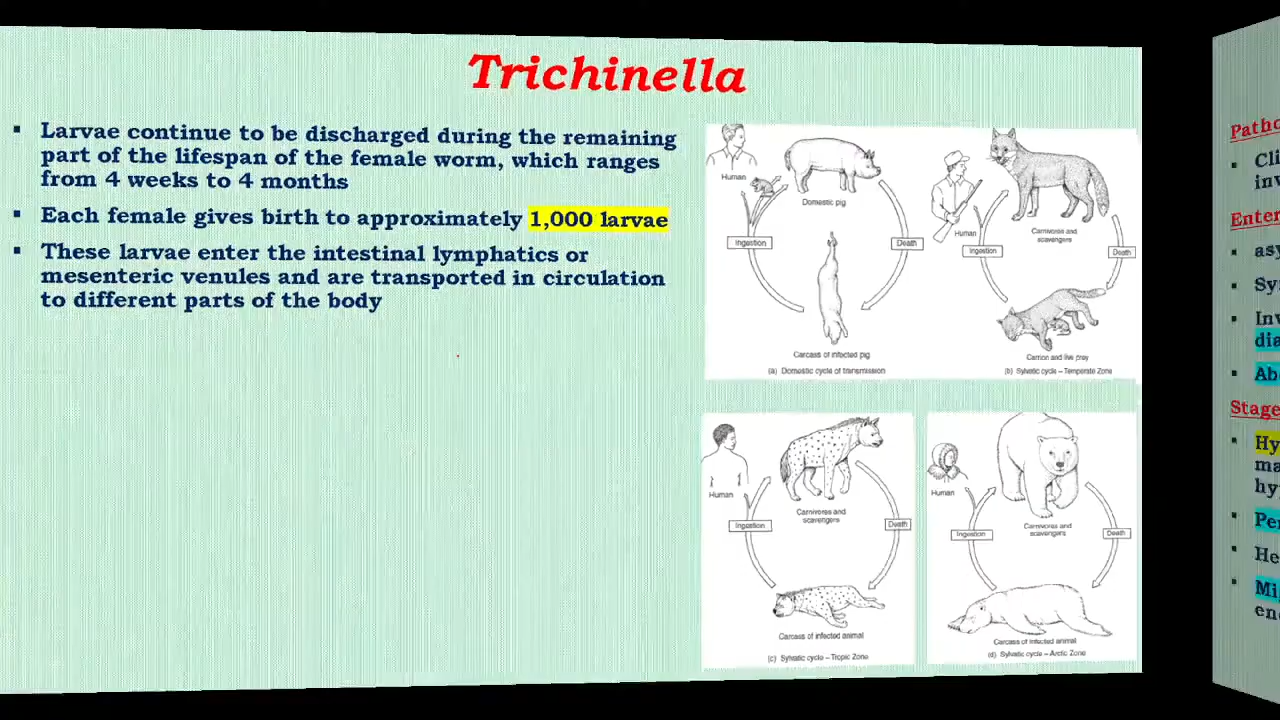 Trichinella
▪ Larvae continue to be discharged during the remaining
part of the lifespan of the female worm, which ranges
from 4 weeks to 4 months
▪ Each female gives birth to approximately 1,000 larvae
▪ These larvae enter the intestinal lymphatics or
mesenteric venules and are transported in circulation
to different parts of the body
Human
Domestic pig
Ingestion
Death
Carcass of infected pig
(a) Domestic cycle of transmission
Human
Carnivores and
scavengers
Ingestion
Death
Carrion and live prey
(b) Sylvatic cycle – Temperate Zone
Human
Carnivores and
scavengers
Ingestion
Death
Carcass of infected animal
(c) Sylvatic cycle – Tropic Zone
Human
Carnivores and
scavengers
Ingestion
Death
Carcass of infected animal
(d) Sylvatic cycle – Arctic Zone